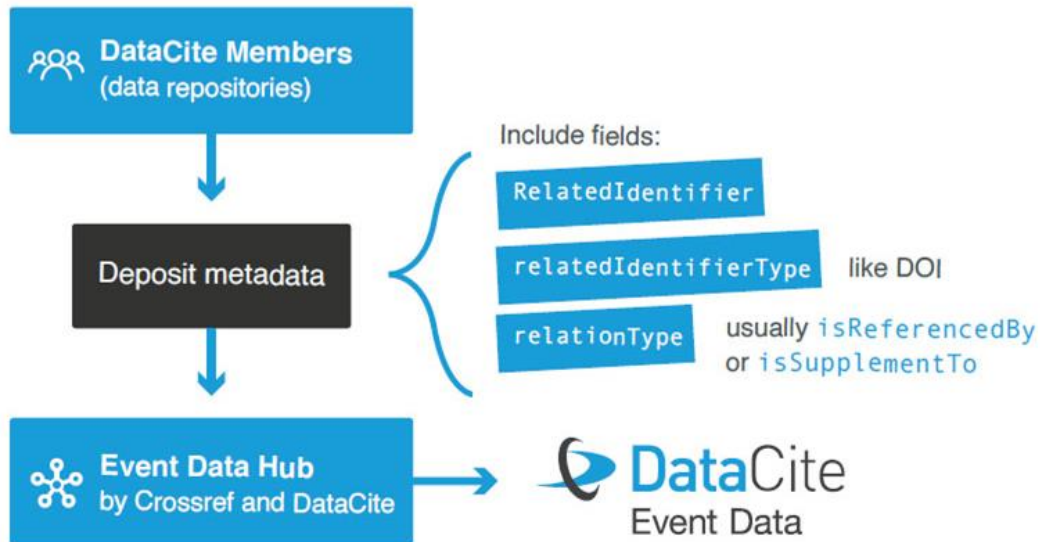 DataCite Members
(data repositories)
Include fields:
RelatedIdentifier
Deposit metadata
relatedIdentifierType like DOI
relationType usually isReferencedBy
or isSupplementTo
Event Data Hub
by Crossref and DataCite
DataCite
Event Data